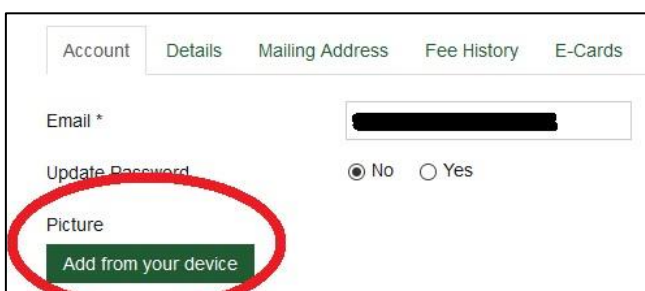 Account Details Mailing Address Fee History E-Cards
Email *
Update Password No Yes
Picture
Add from your device